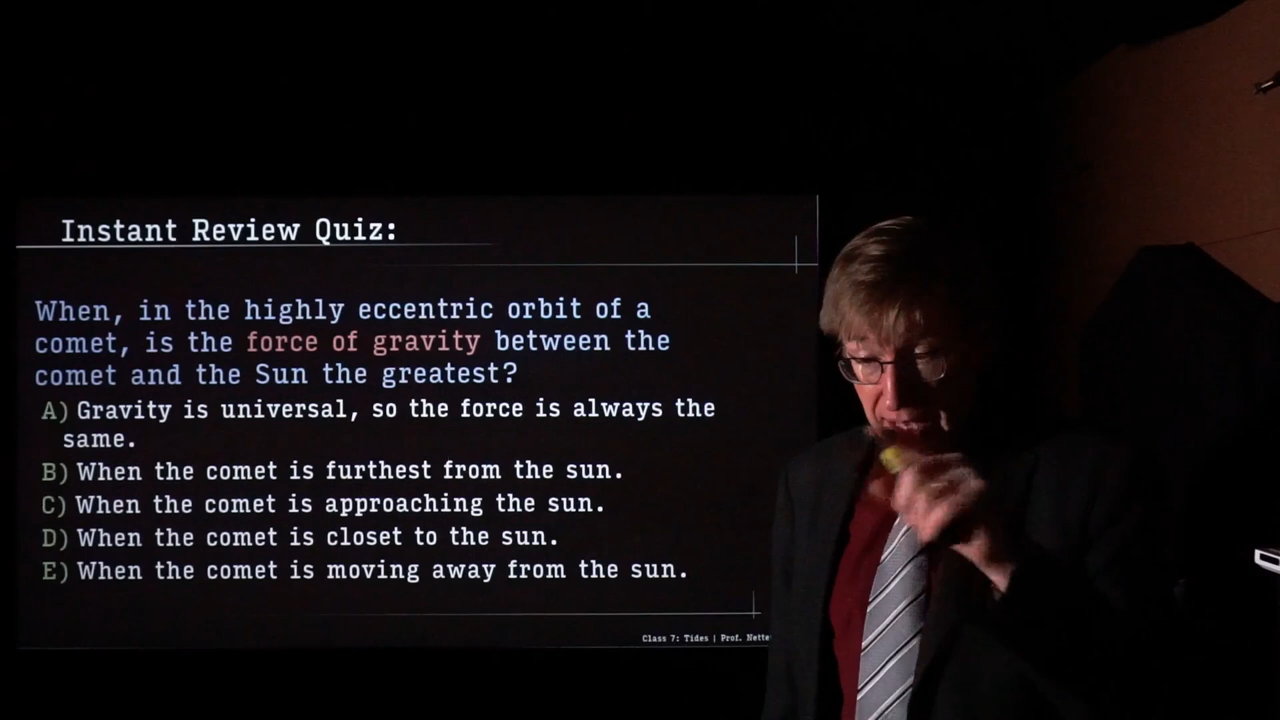 Instant Review Quiz:
When, in the highly eccentric orbit of a
comet, is the force of gravity between the
comet and the Sun the greatest?
A) Gravity is universal, so the force is always the
same.
B) When the comet is furthest from the sun.
C) When the comet is approaching the sun.
D) When the comet is closet to the sun.
E) When the comet is moving away from the sun.
Class 7: Tides | Prof. Nette